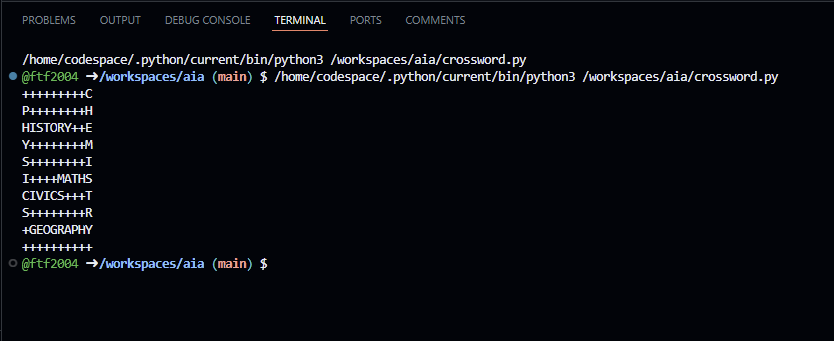 PROBLEMS OUTPUT DEBUG CONSOLE TERMINAL PORTS COMMENTS
/home/codespace/.python/current/bin/python3 /workspaces/aia/crossword.py
@ftf2004 ➜/workspaces/aia (main) $ /home/codespace/.python/current/bin/python3 /workspaces/aia/crossword.py
+++++++++C
P++++++++H
HISTORY++E
Y++++++++M
S++++++++I
I++++MATHS
CIVICS+++T
S++++++++R
+GEOGRAPHY
++++++++++
@ftf2004 ➜/workspaces/aia (main) $